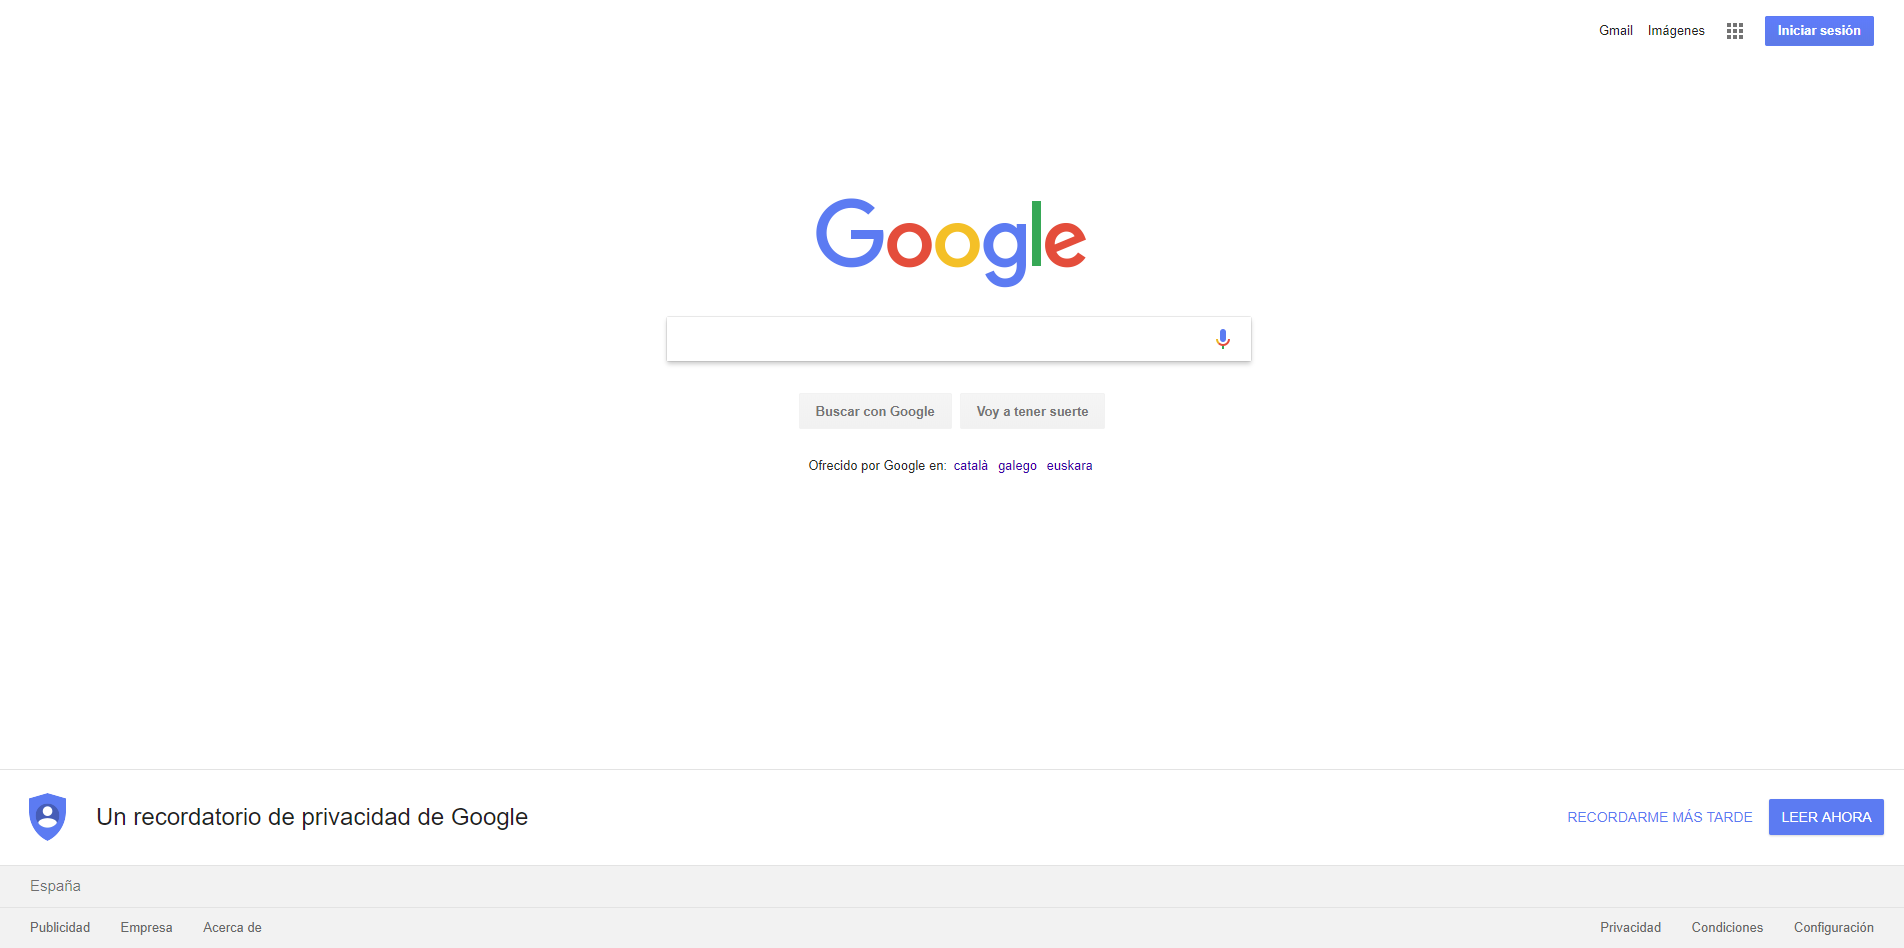 Gmail Imágenes Iniciar sesión
Google
Buscar con Google Voy a tener suerte
Ofrecido por Google en: català galego euskara
Un recordatorio de privacidad de Google RECORDARME MÁS TARDE LEER AHORA
España
Publicidad Empresa Acerca de Privacidad Condiciones Configuración